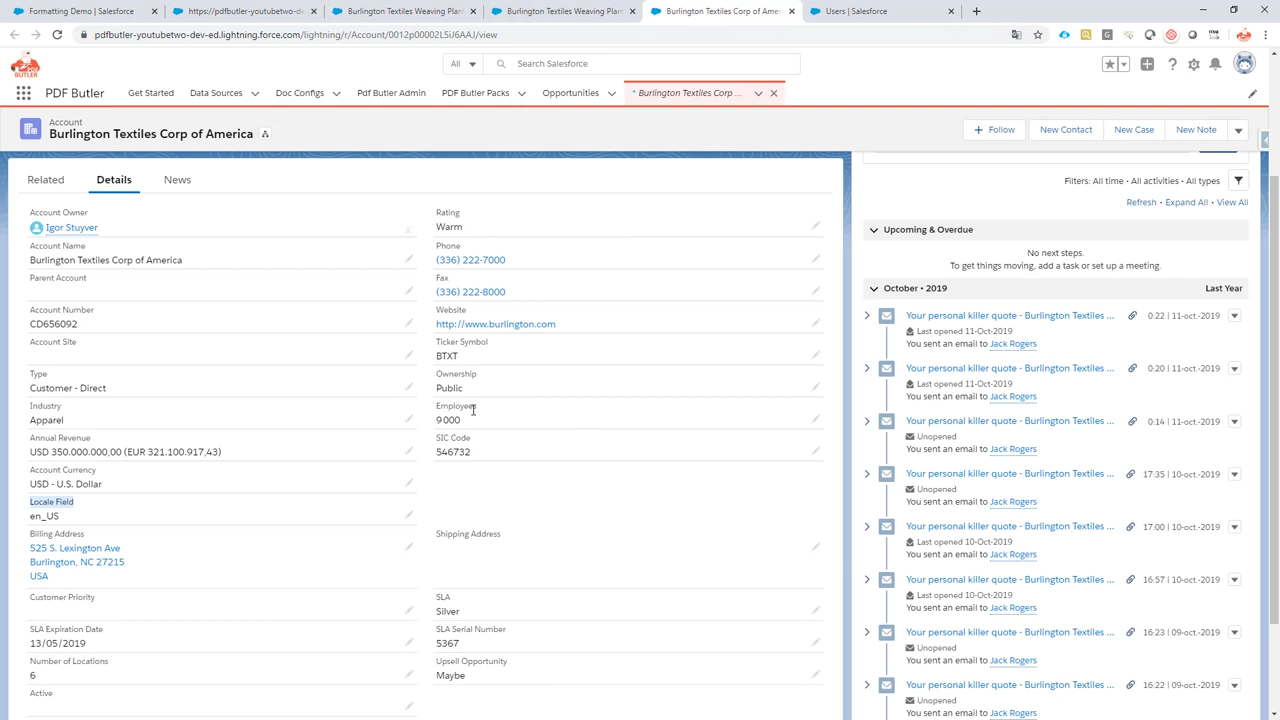 Formating Demo | Salesforce
https://pdfbutler-youtubetwo-d
Burlington Textiles Weaving Plan
Burlington Textiles Weaving Plan
Burlington Textiles Corp of Ame
Users | Salesforce
pdfbutler-youtubetwo-dev-ed.lightning.force.com/lightning/r/Account/0012p00002L5iJ6AAJ/view
All
Search Salesforce
PDF BUTLER
PDF Butler
Get Started
Data Sources
Doc Configs
Pdf Butler Admin
PDF Butler Packs
Opportunities
* Burlington Textiles Corp ...
Account
Burlington Textiles Corp of America
Follow
New Contact
New Case
New Note
Related
Details
News
Account Owner
Igor Stuyver
Account Name
Burlington Textiles Corp of America
Parent Account
Account Number
CD656092
Account Site
Type
Customer - Direct
Industry
Apparel
Annual Revenue
USD 350.000.000,00 (EUR 321.100.917,43)
Account Currency
USD - U.S. Dollar
Locale Field
en_US
Billing Address
525 S. Lexington Ave
Burlington, NC 27215
USA
Customer Priority
SLA Expiration Date
13/05/2019
Number of Locations
6
Active
Rating
Warm
Phone
(336) 222-7000
Fax
(336) 222-8000
Website
http://www.burlington.com
Ticker Symbol
BTXT
Ownership
Public
Employees
9 000
SIC Code
546732
Shipping Address
SLA
Silver
SLA Serial Number
5367
Upsell Opportunity
Maybe
Filters: All time • All activities • All types
Refresh • Expand All • View All
Upcoming & Overdue
No next steps.
To get things moving, add a task or set up a meeting.
October • 2019
Last Year
Your personal killer quote - Burlington Textiles ...
0:22 | 11-oct.-2019
Last opened 11-Oct-2019
You sent an email to Jack Rogers
Your personal killer quote - Burlington Textiles ...
0:20 | 11-oct.-2019
Last opened 11-Oct-2019
You sent an email to Jack Rogers
Your personal killer quote - Burlington Textiles ...
0:14 | 11-oct.-2019
Unopened
You sent an email to Jack Rogers
Your personal killer quote - Burlington Textiles ...
17:35 | 10-oct.-2019
Unopened
You sent an email to Jack Rogers
Your personal killer quote - Burlington Textiles ...
17:00 | 10-oct.-2019
Last opened 10-Oct-2019
You sent an email to Jack Rogers
Your personal killer quote - Burlington Textiles ...
16:57 | 10-oct.-2019
Last opened 10-Oct-2019
You sent an email to Jack Rogers
Your personal killer quote - Burlington Textiles ...
16:23 | 09-oct.-2019
Unopened
You sent an email to Jack Rogers
Your personal killer quote - Burlington Textiles ...
16:22 | 09-oct.-2019
Unopened